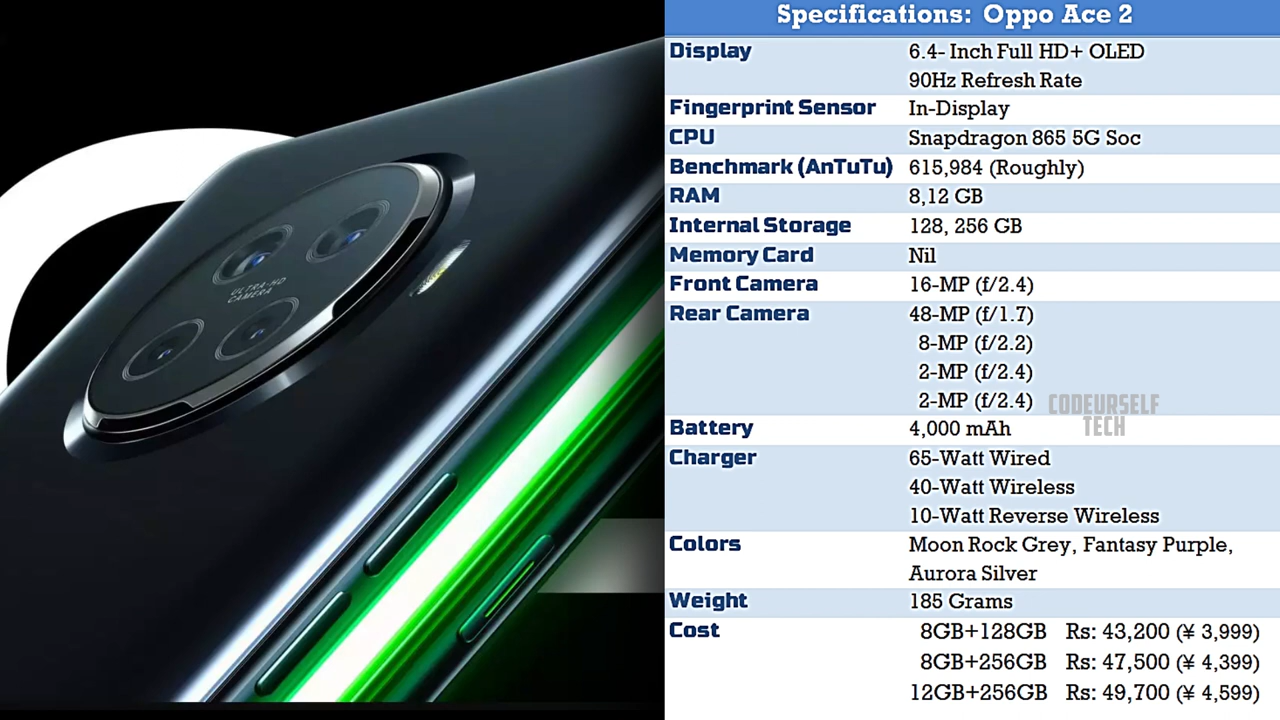 Specifications: Oppo Ace 2
Display 6.4- Inch Full HD+ OLED
90Hz Refresh Rate
Fingerprint Sensor In-Display
CPU Snapdragon 865 5G Soc
Benchmark (AnTuTu) 615,984 (Roughly)
RAM 8,12 GB
Internal Storage 128, 256 GB
Memory Card Nil
Front Camera 16-MP (f/2.4)
Rear Camera 48-MP (f/1.7)
8-MP (f/2.2)
2-MP (f/2.4)
2-MP (f/2.4)
CODEURSELF
TECH
Battery 4,000 mAh
Charger 65-Watt Wired
40-Watt Wireless
10-Watt Reverse Wireless
Colors Moon Rock Grey, Fantasy Purple,
Aurora Silver
Weight 185 Grams
Cost 8GB+128GB Rs: 43,200 (¥ 3,999)
8GB+256GB Rs: 47,500 (¥ 4,399)
12GB+256GB Rs: 49,700 (¥ 4,599)
ULTRA-HD
CAMERA